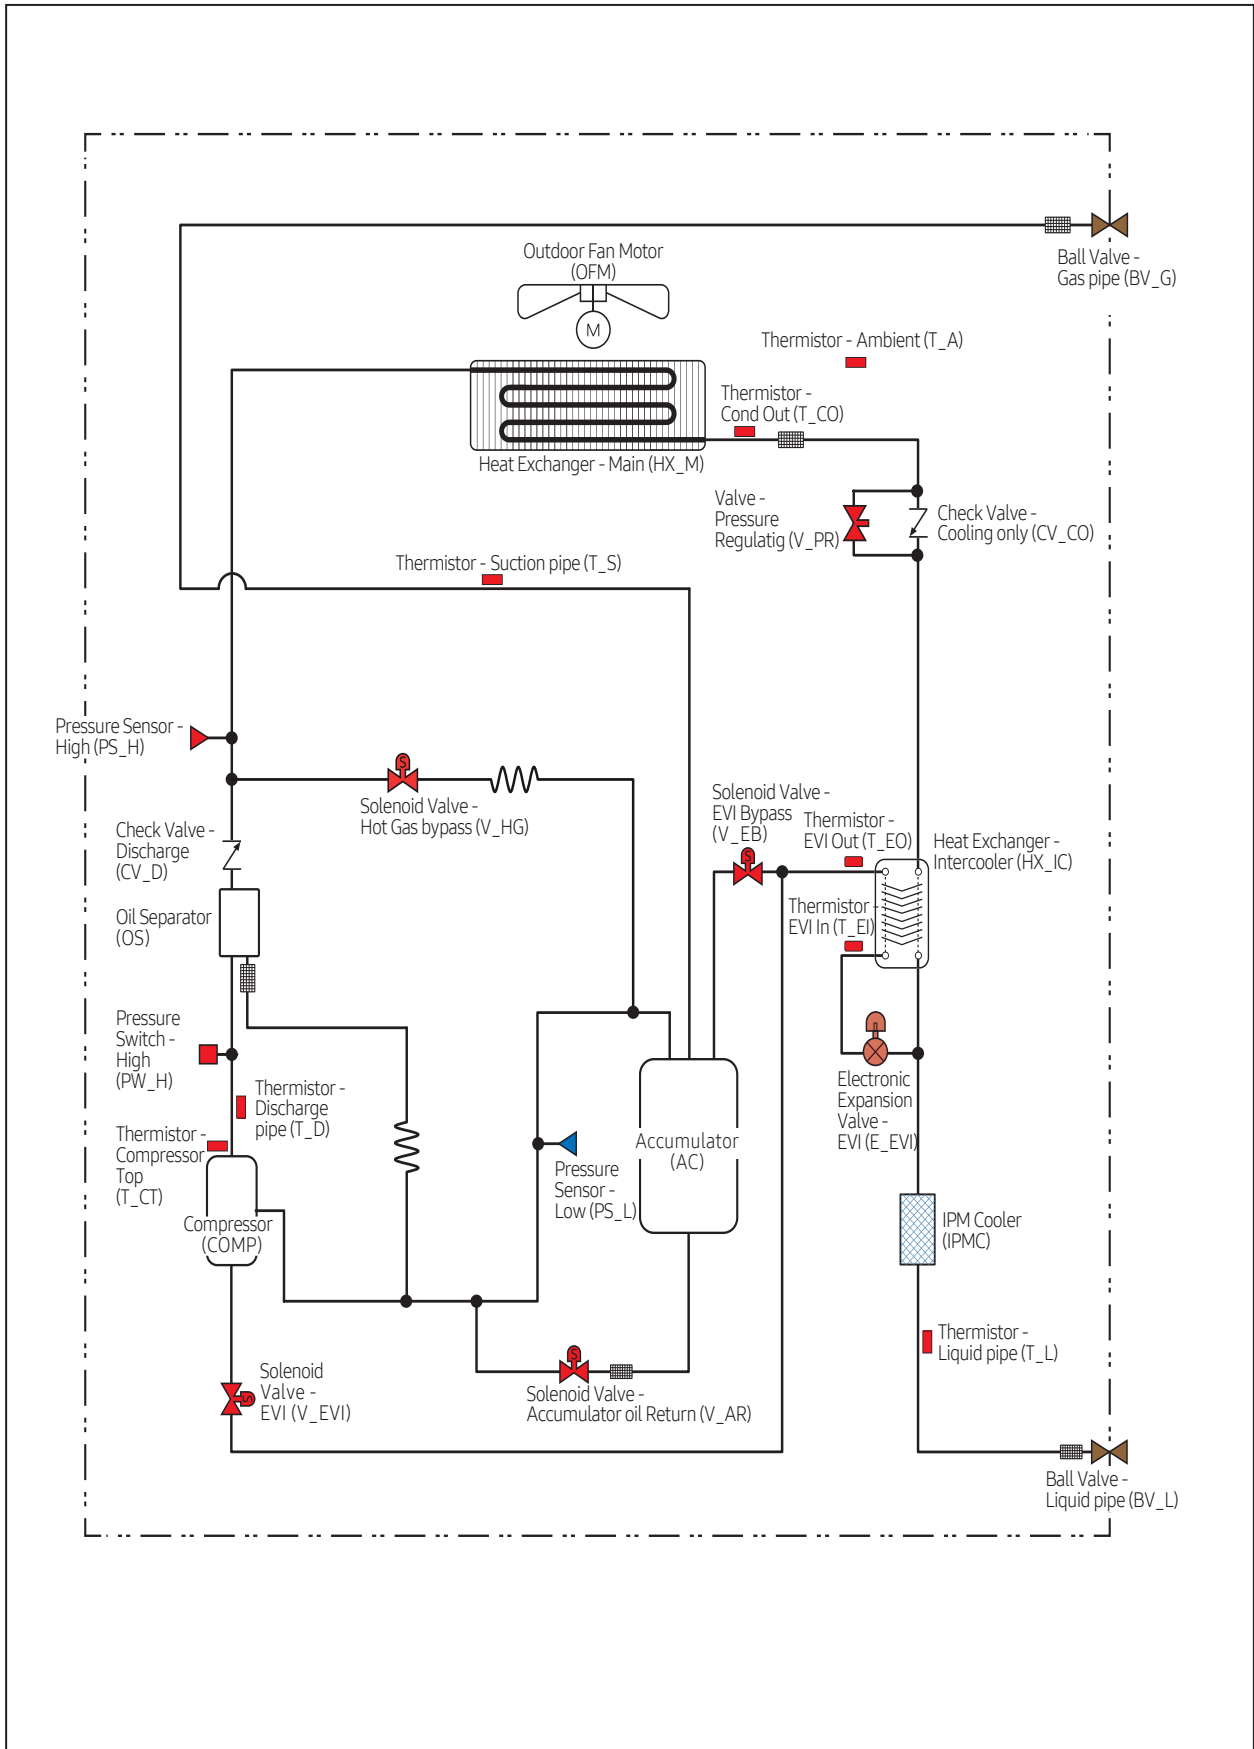 Ball Valve -
Gas pipe (BV_G)
Outdoor Fan Motor
(OFM)
M
Thermistor - Ambient (T_A)
Thermistor -
Cond Out (T_CO)
Heat Exchanger - Main (HX_M)
Valve -
Pressure
Regulatig (V_PR)
Check Valve -
Cooling only (CV_CO)
Thermistor - Suction pipe (T_S)
Pressure Sensor -
High (PS_H)
S
Solenoid Valve -
Hot Gas bypass (V_HG)
Solenoid Valve -
EVI Bypass
(V_EB)
S
Thermistor -
EVI Out (T_EO)
Heat Exchanger -
Intercooler (HX_IC)
Check Valve -
Discharge
(CV_D)
Oil Separator
(OS)
Thermistor -
EVI In (T_EI)
Pressure
Switch -
High
(PW_H)
Thermistor -
Discharge
pipe (T_D)
Electronic
Expansion
Valve -
EVI (E_EVI)
Thermistor -
Compressor
Top
(T_CT)
Accumulator
(AC)
Pressure
Sensor -
Low (PS_L)
Compressor
(COMP)
IPM Cooler
(IPMC)
Thermistor -
Liquid pipe (T_L)
Solenoid
Valve -
EVI (V_EVI)
S
S
Solenoid Valve -
Accumulator oil Return (V_AR)
Ball Valve -
Liquid pipe (BV_L)